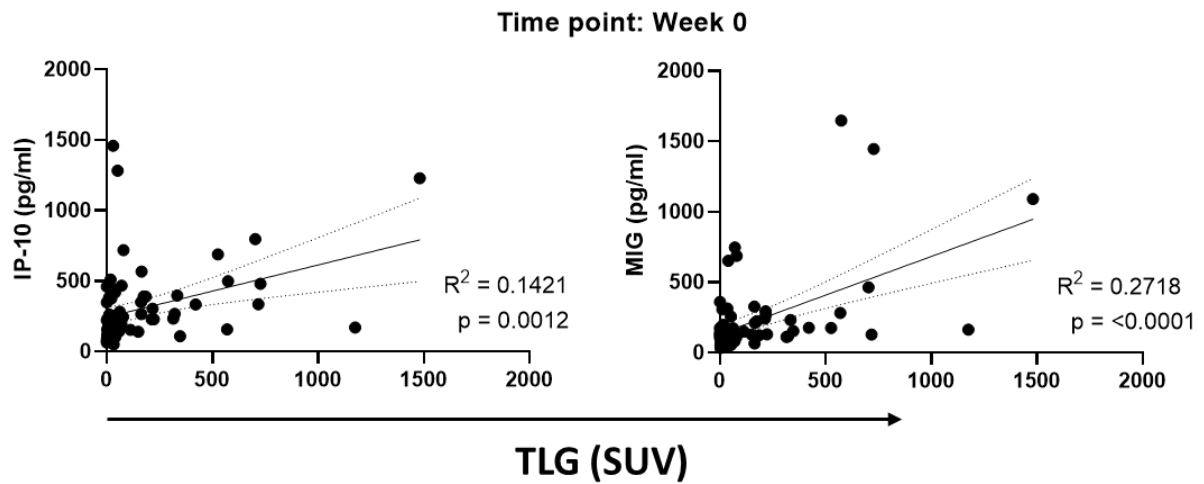 Time point: Week 0
2000
1500
1000
500
0
IP-10 (pg/ml)
R² = 0.1421
p = 0.0012
0 500 1000 1500 2000
2000
1500
1000
500
0
MIG (pg/ml)
R² = 0.2718
p = <0.0001
0 500 1000 1500 2000
TLG (SUV)